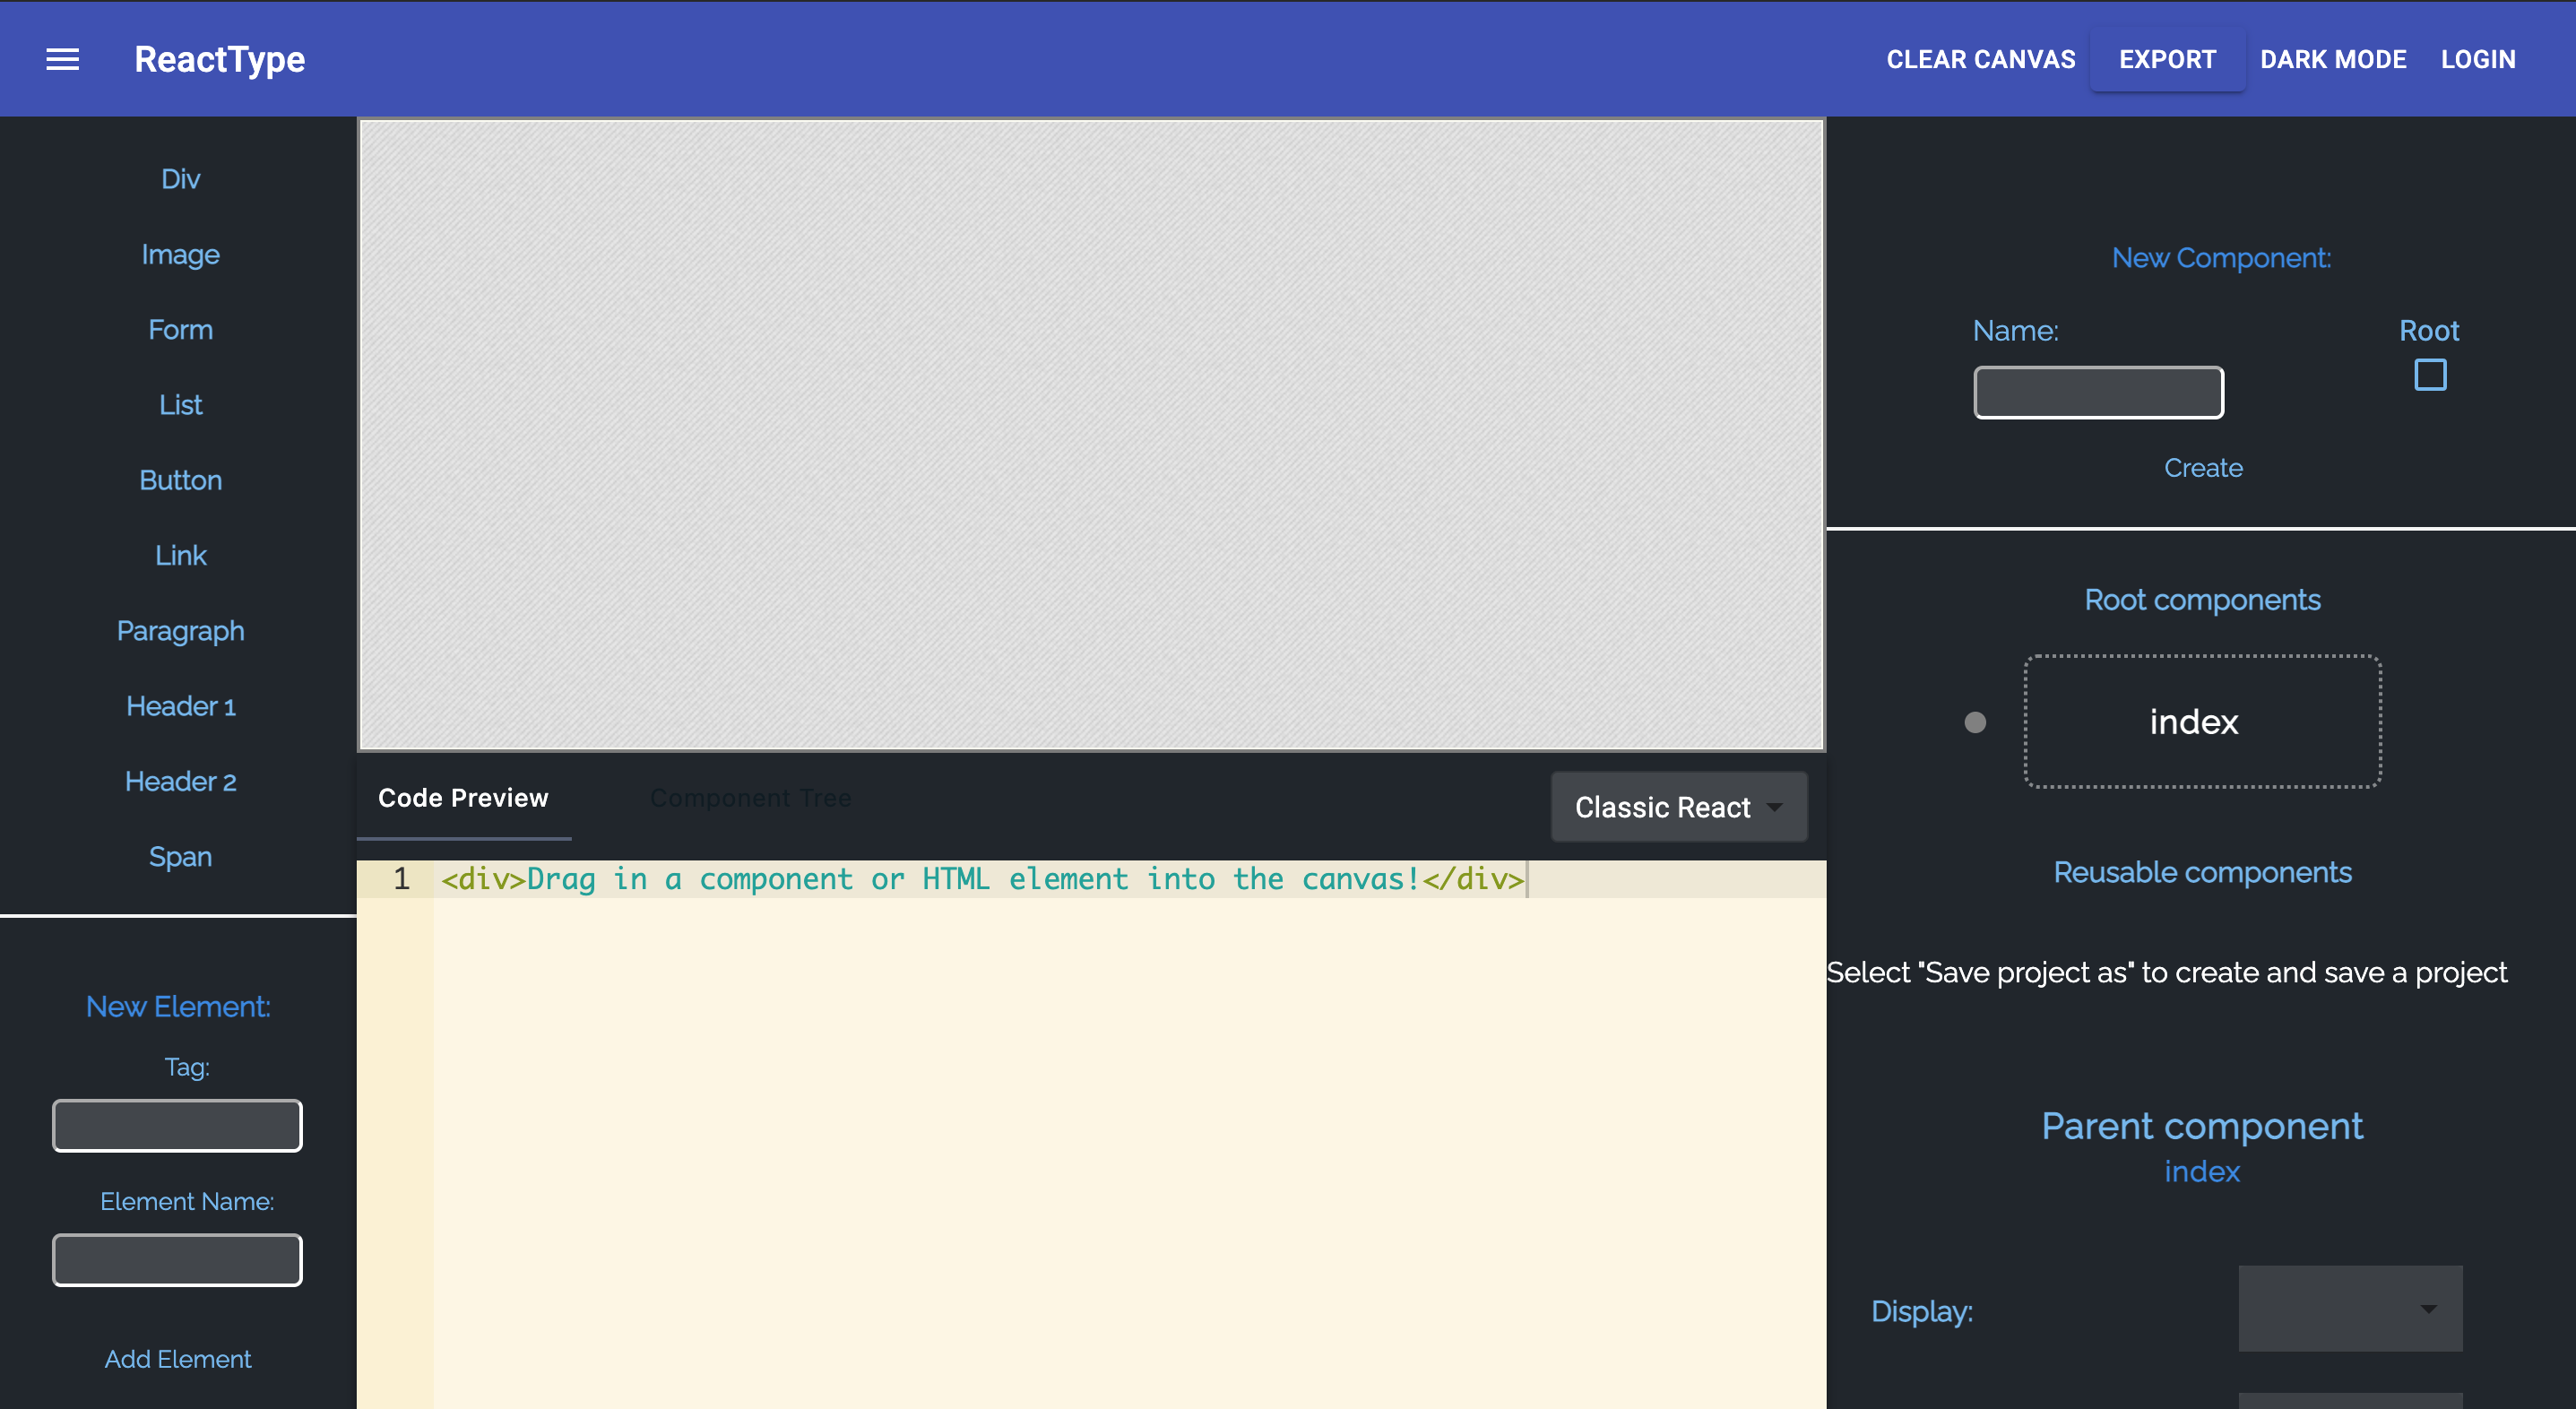 ReactType
CLEAR CANVAS
EXPORT
DARK MODE
LOGIN
Div
Image
Form
List
Button
Link
Paragraph
Header 1
Header 2
Span
New Element:
Tag:
Element Name:
Add Element
Code Preview
Component Tree
Classic React
1 <div>Drag in a component or HTML element into the canvas!</div>
New Component:
Name:
Root
Create
Root components
index
Reusable components
Select "Save project as" to create and save a project
Parent component
index
Display: